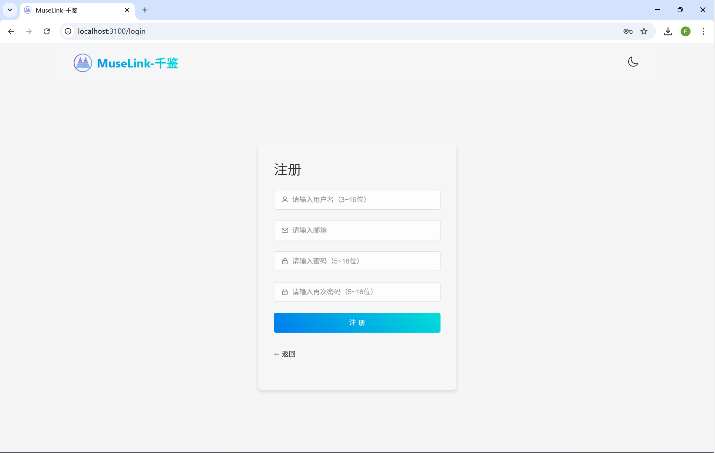 MuseLink-千鉴
localhost:3100/login
F
MuseLink-千鉴
注册
请输入用户名（3~16位）
请输入邮箱
请输入密码（5~16位）
请输入再次密码（5~16位）
注 册
← 返回